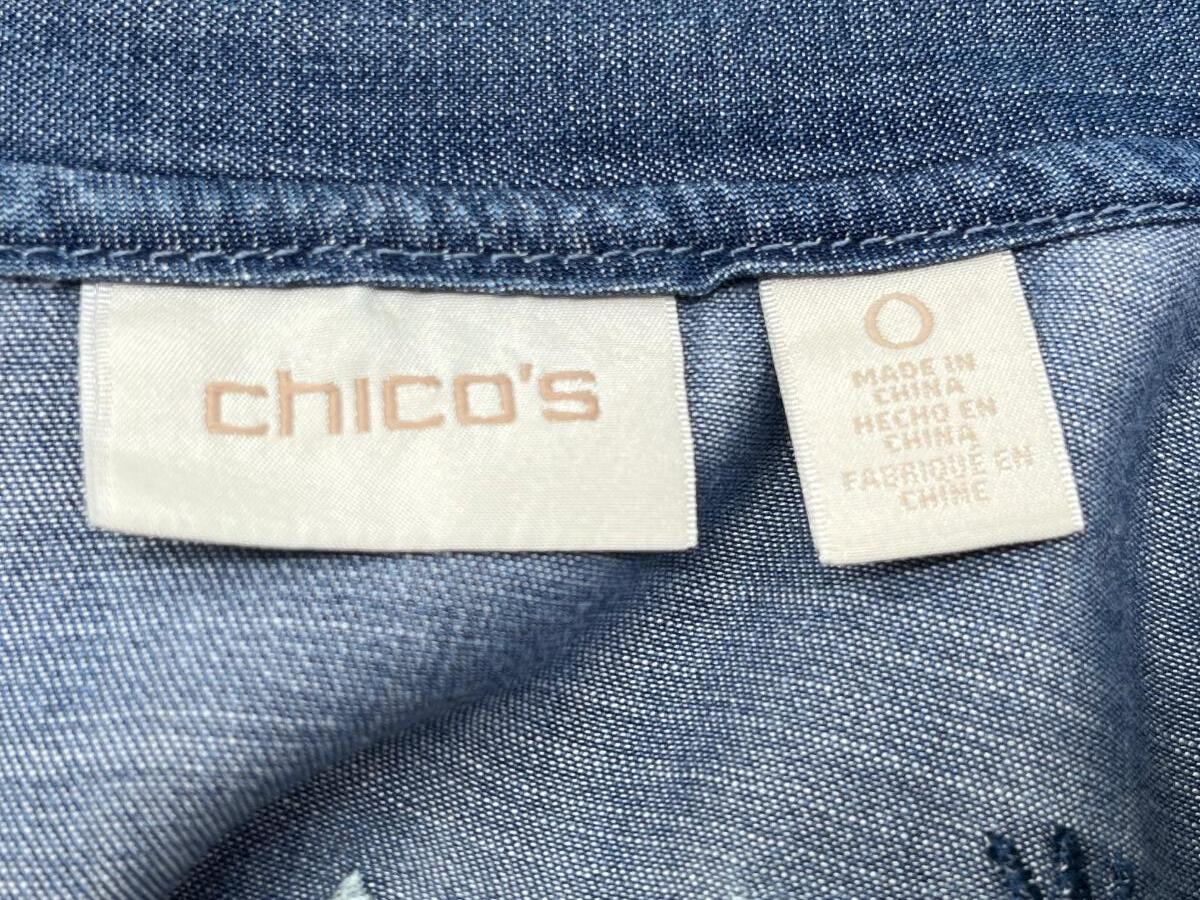 chico's
0
MADE IN
CHINA
HECHO EN
CHINA
FABRIQUÉ EN
CHINE